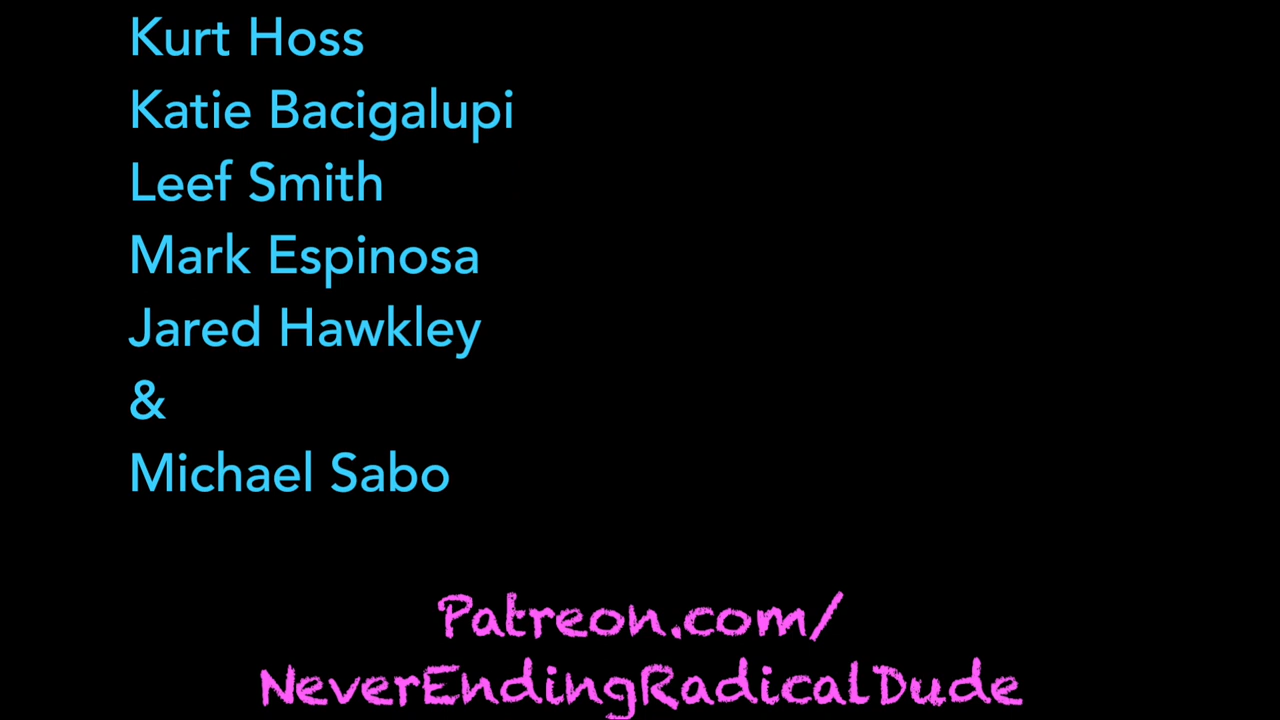 Kurt Hoss
Katie Bacigalupi
Leef Smith
Mark Espinosa
Jared Hawkley
&
Michael Sabo
Patreon.com/
NeverEndingRadicalDude